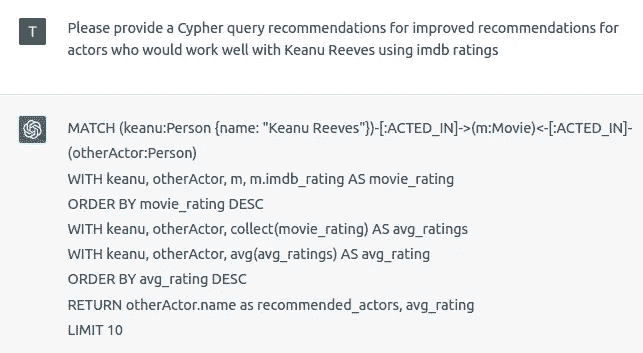 T
Please provide a Cypher query recommendations for improved recommendations for
actors who would work well with Keanu Reeves using imdb ratings
MATCH (keanu:Person {name: "Keanu Reeves"})-[:ACTED_IN]->(m:Movie)<-[:ACTED_IN]-
(otherActor:Person)
WITH keanu, otherActor, m, m.imdb_rating AS movie_rating
ORDER BY movie_rating DESC
WITH keanu, otherActor, collect(movie_rating) AS avg_ratings
WITH keanu, otherActor, avg(avg_ratings) AS avg_rating
ORDER BY avg_rating DESC
RETURN otherActor.name as recommended_actors, avg_rating
LIMIT 10